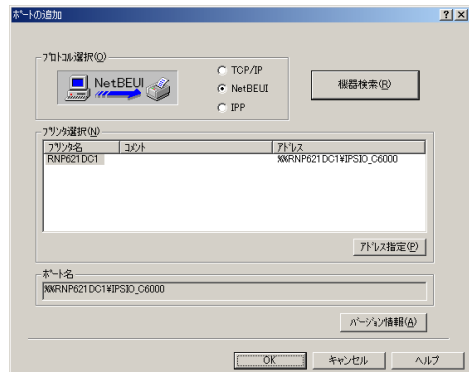 ﾎﾟｰﾄの追加
ﾌﾟﾛﾄｺﾙ選択(O)
NetBEUI
TCP/IP
NetBEUI
IPP
機器検索(R)
ﾌﾟﾘﾝﾀ選択(N)
ﾌﾟﾘﾝﾀ名 ｺﾒﾝﾄ ｱﾄﾞﾚｽ
RNP621DC1 %%RNP621DC1¥IPSIO_C6000
ｱﾄﾞﾚｽ指定(P)
ﾎﾟｰﾄ名
%%RNP621DC1¥IPSIO_C6000
ﾊﾞｰｼﾞｮﾝ情報(A)
OK ｷｬﾝｾﾙ ﾍﾙﾌﾟ